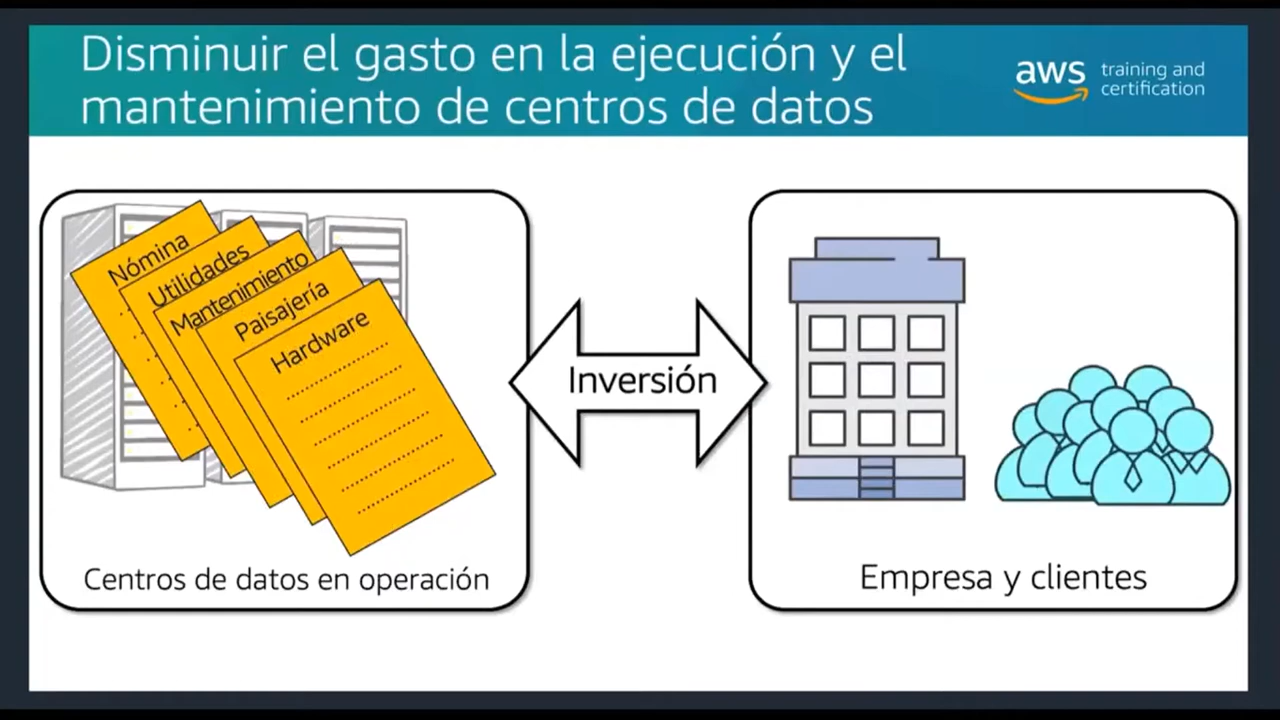 Disminuir el gasto en la ejecución y el
mantenimiento de centros de datos
aws training and
certification
Nómina
Utilidades
Mantenimiento
Paisajería
Hardware
Inversión
Centros de datos en operación
Empresa y clientes